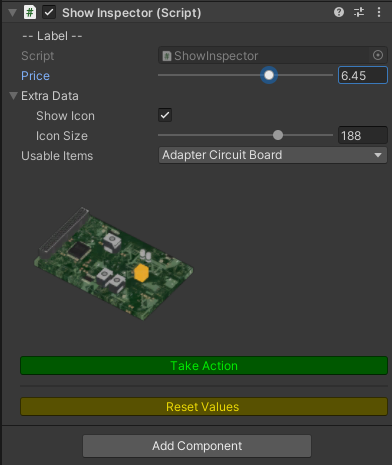 Show Inspector (Script)
-- Label --
Script ShowInspector
Price 6.45
Extra Data
Show Icon
Icon Size 188
Usable Items Adapter Circuit Board
Take Action
Reset Values
Add Component